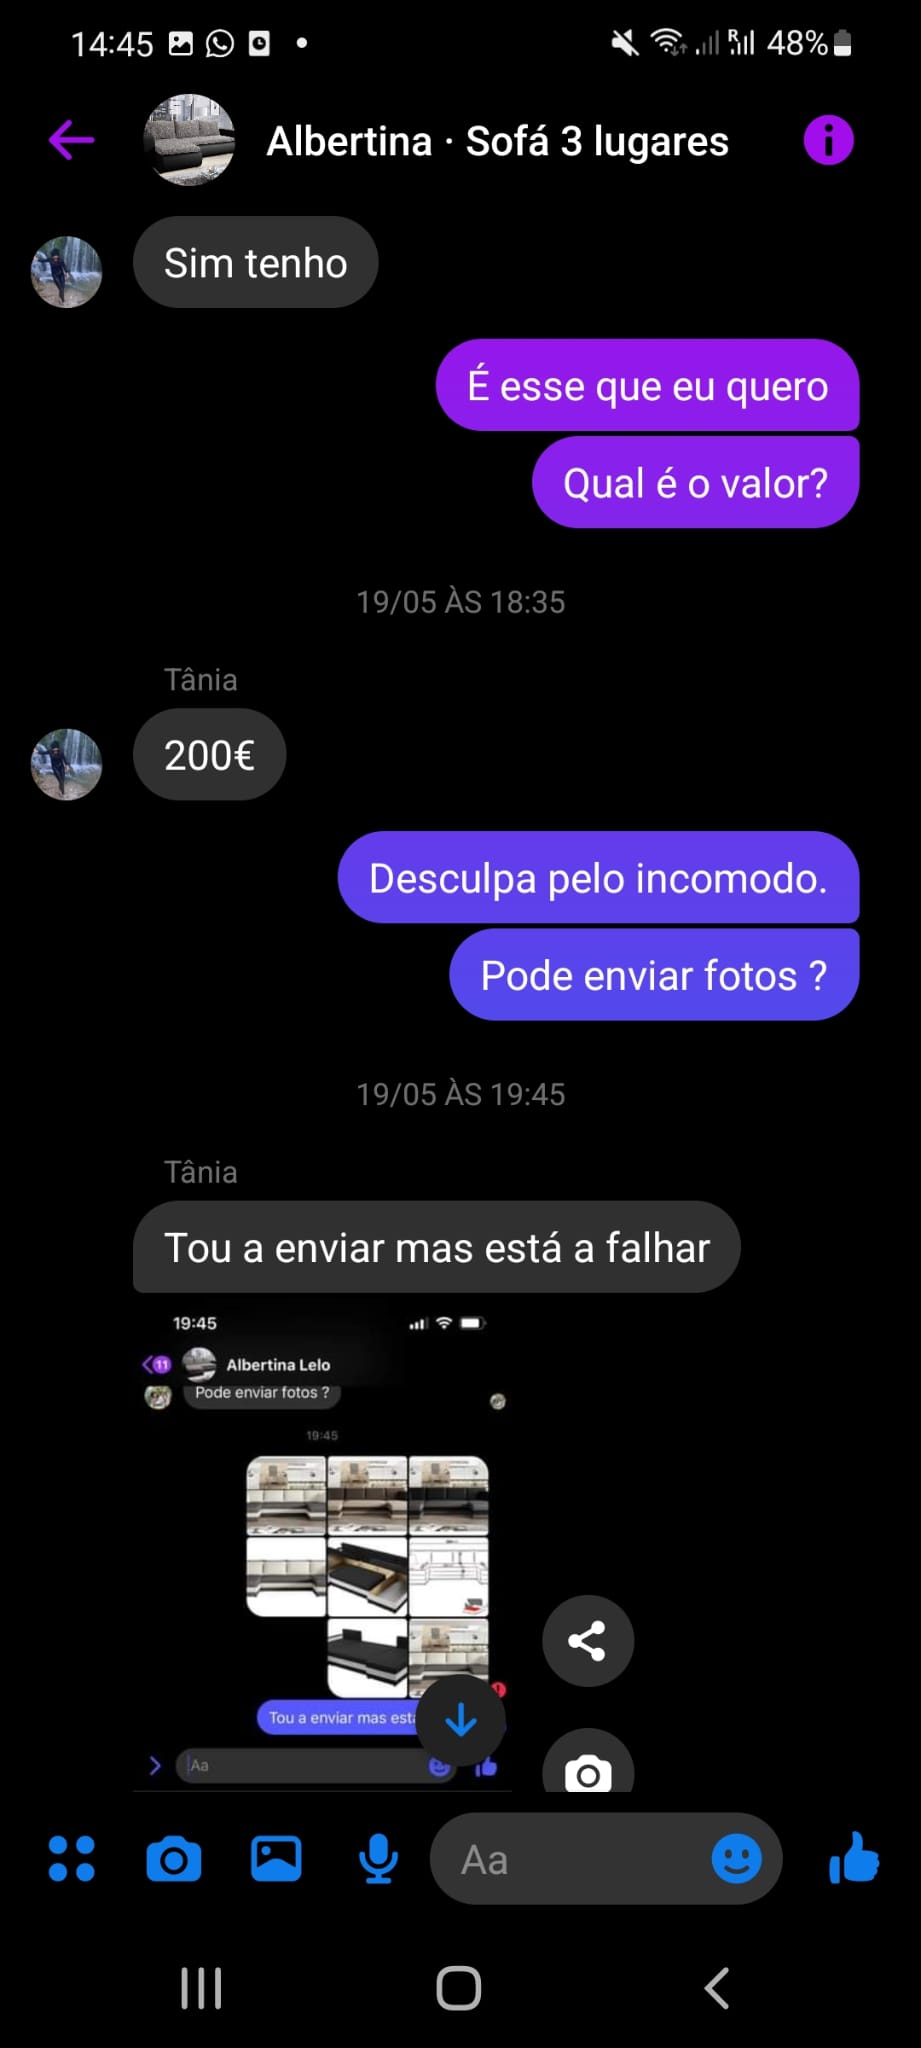 14:45
48%
Albertina · Sofá 3 lugares
Sim tenho
É esse que eu quero
Qual é o valor?
19/05 ÀS 18:35
Tânia
200€
Desculpa pelo incomodo.
Pode enviar fotos ?
19/05 ÀS 19:45
Tânia
Tou a enviar mas está a falhar
19:45
11
Albertina Lelo
Pode enviar fotos ?
19:45
Tou a enviar mas est
Aa
Aa